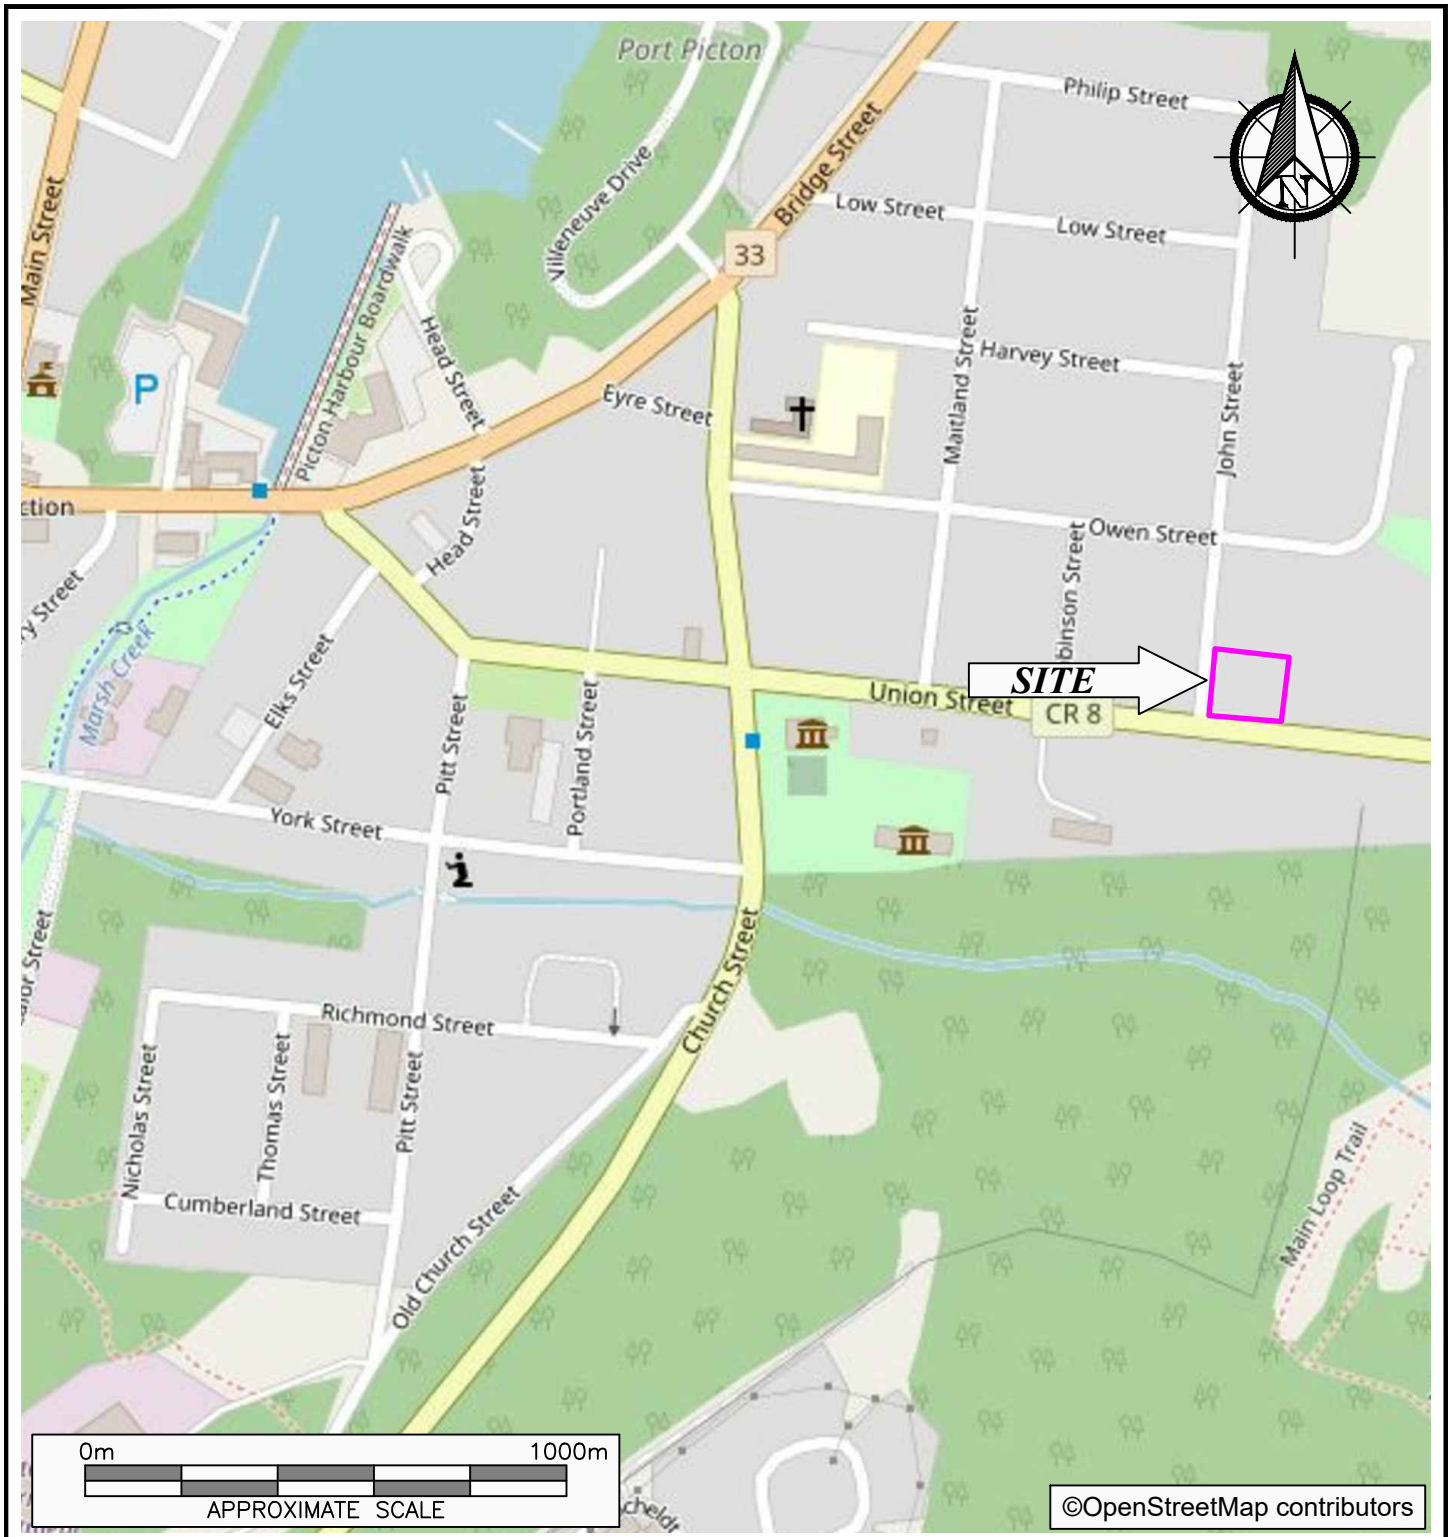 Port Picton
Philip Street
Bridge Street
N
Villeneuve Drive
Low Street
Low Street
Main Street
33
Picton Harbour Boardwalk
Head Street
Maitland Street
Harvey Street
P
Eyre Street
John Street
Head Street
Owen Street
SITE
Union Street
CR 8
Marsh Creek
Elks Street
Pitt Street
Portland Street
York Street
Church Street
Richmond Street
Nicholas Street
Thomas Street
Pitt Street
Main Loop Trail
Cumberland Street
Old Church Street
0m 1000m
APPROXIMATE SCALE
©OpenStreetMap contributors